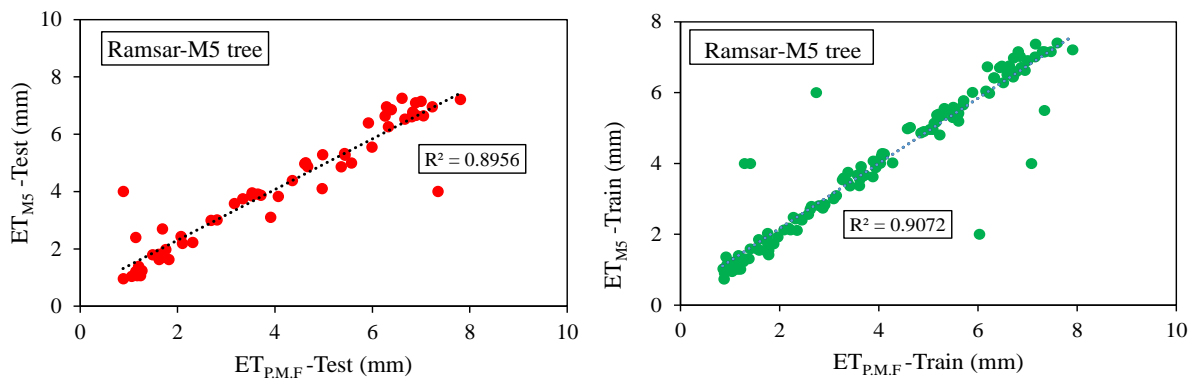 Ramsar-M5 tree
10
8
6
4
2
0
ET_M5 -Test (mm)
R² = 0.8956
0 2 4 6 8 10
ET_P.M.F -Test (mm)
Ramsar-M5 tree
8
6
4
2
0
ET_M5 -Train (mm)
R² = 0.9072
0 2 4 6 8 10
ET_P.M.F -Train (mm)